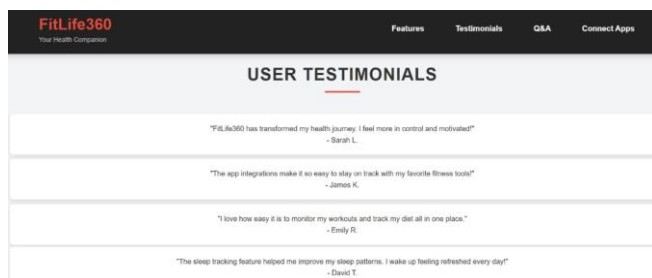 FitLife360
Your Health Companion
Features Testimonials Q&A Connect Apps
USER TESTIMONIALS
"FitLife360 has transformed my health journey. I feel more in control and motivated!"
- Sarah L.
"The app integrations make it so easy to stay on track with my favorite fitness tools!"
- James K.
"I love how easy it is to monitor my workouts and track my diet all in one place."
- Emily R.
"The sleep tracking feature helped me improve my sleep patterns. I wake up feeling refreshed every day!"
- David T.